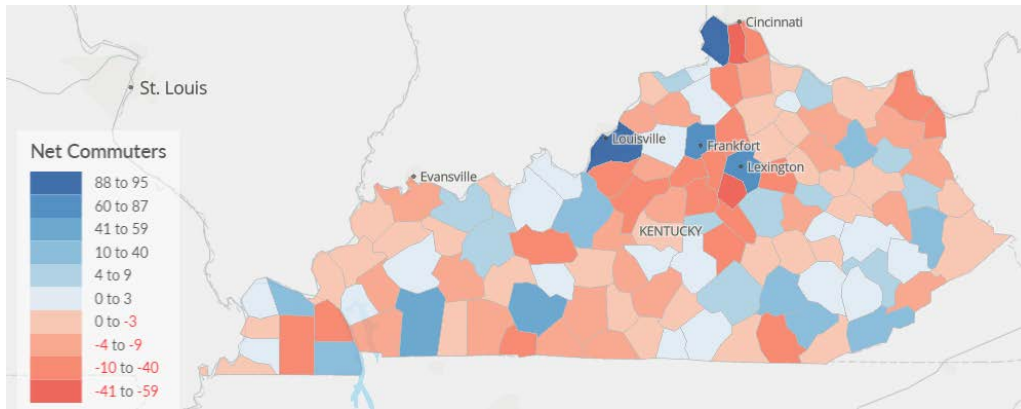 Cincinnati
St. Louis
Louisville
Frankfort
Lexington
Evansville
KENTUCKY
Net Commuters
88 to 95
60 to 87
41 to 59
10 to 40
4 to 9
0 to 3
0 to -3
-4 to -9
-10 to -40
-41 to -59